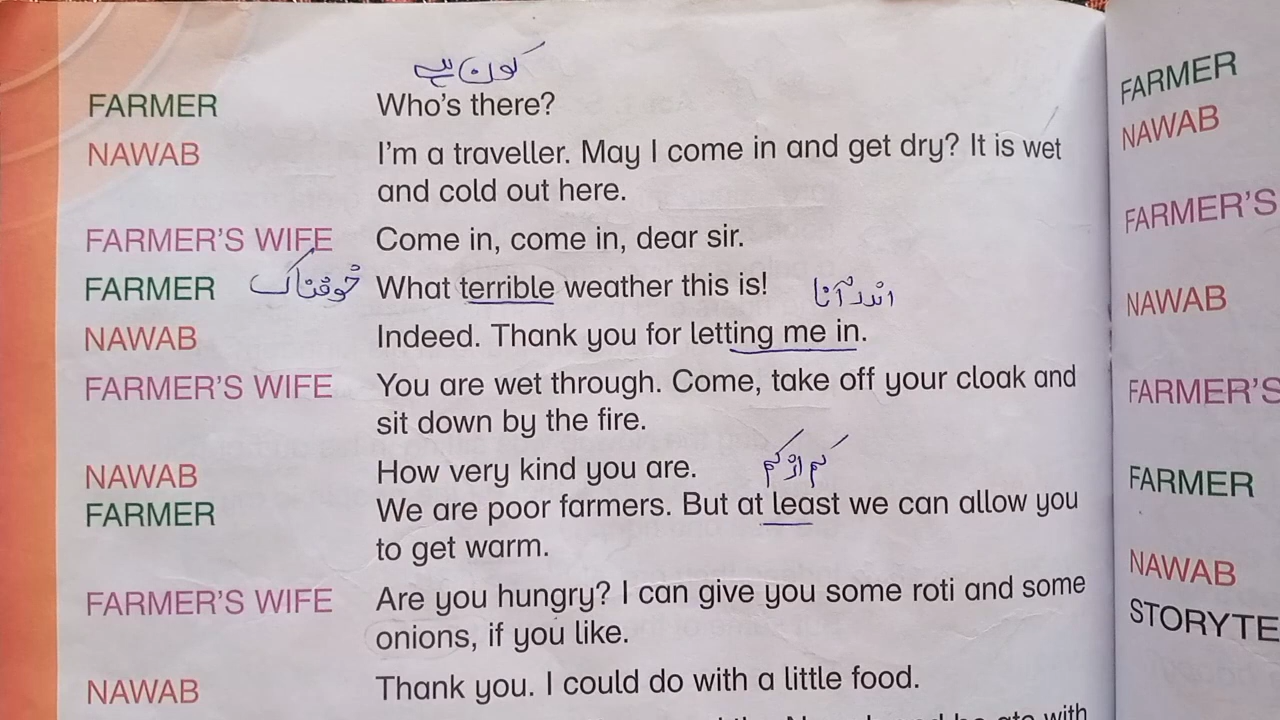 کون ہے
FARMER Who's there?
NAWAB I'm a traveller. May I come in and get dry? It is wet
and cold out here.
FARMER'S WIFE Come in, come in, dear sir.
FARMER خوفناک What terrible weather this is!
اندر آنا
NAWAB Indeed. Thank you for letting me in.
FARMER'S WIFE You are wet through. Come, take off your cloak and
sit down by the fire.
کم از کم
NAWAB How very kind you are.
FARMER We are poor farmers. But at least we can allow you
to get warm.
FARMER'S WIFE Are you hungry? I can give you some roti and some
onions, if you like.
NAWAB Thank you. I could do with a little food.
FARMER
NAWAB
FARMER'S
NAWAB
FARMER'S
FARMER
NAWAB
STORYTE